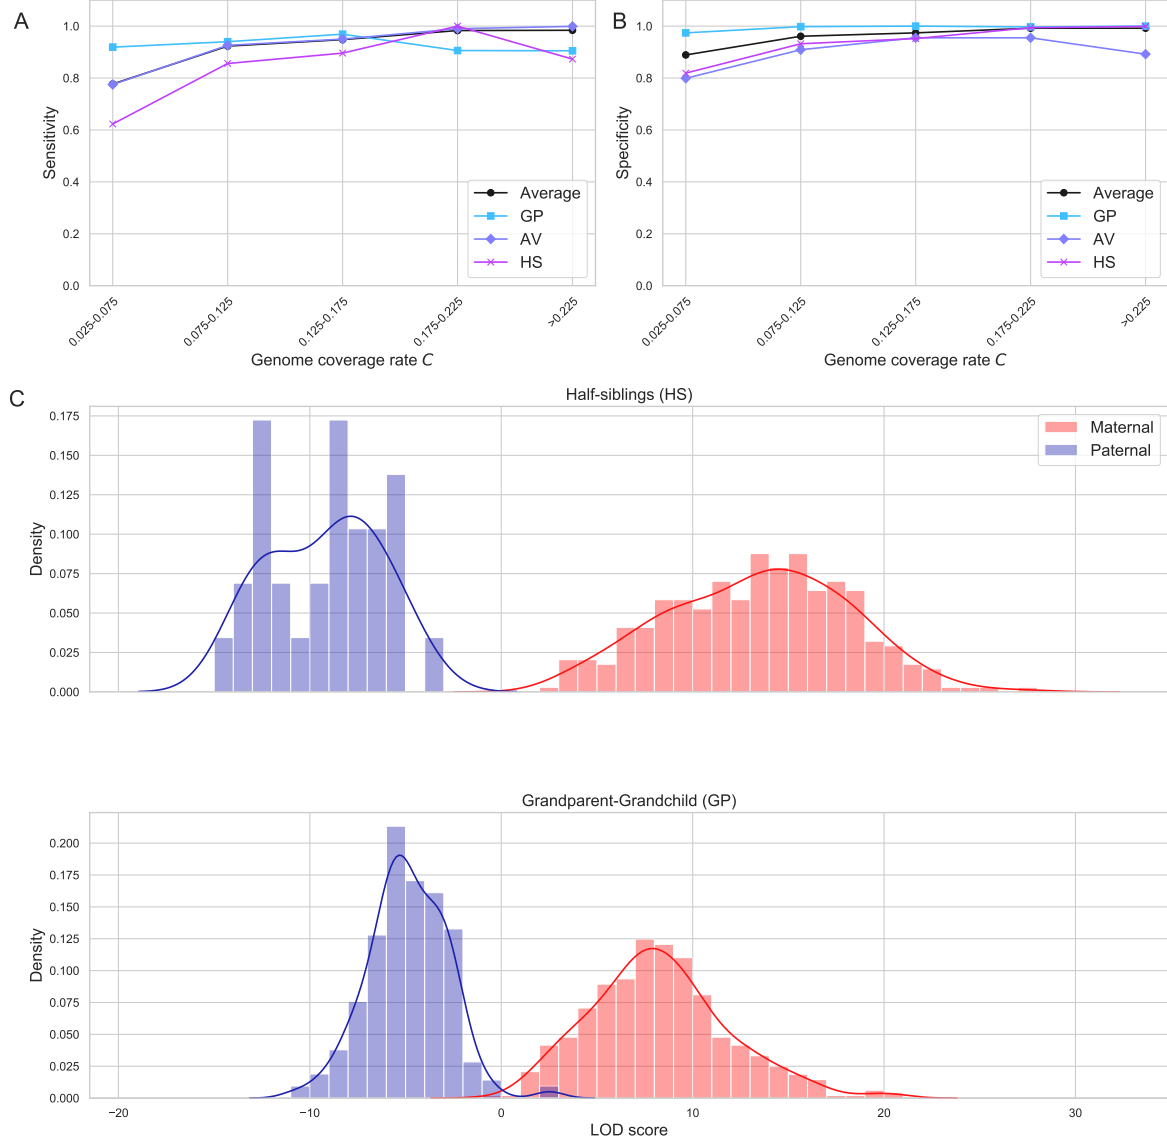 A
1.0
0.8
0.6
0.4
0.2
0.0
Sensitivity
Average
GP
AV
HS
0.025-0.075
0.075-0.125
0.125-0.175
0.175-0.225
>0.225
Genome coverage rate C
B
1.0
0.8
0.6
0.4
0.2
0.0
Specificity
Average
GP
AV
HS
0.025-0.075
0.075-0.125
0.125-0.175
0.175-0.225
>0.225
Genome coverage rate C
C
Half-siblings (HS)
0.175
0.150
0.125
0.100
0.075
0.050
0.025
0.000
Density
Maternal
Paternal
Grandparent-Grandchild (GP)
0.200
0.175
0.150
0.125
0.100
0.075
0.050
0.025
0.000
Density
−20
−10
0
10
20
30
LOD score